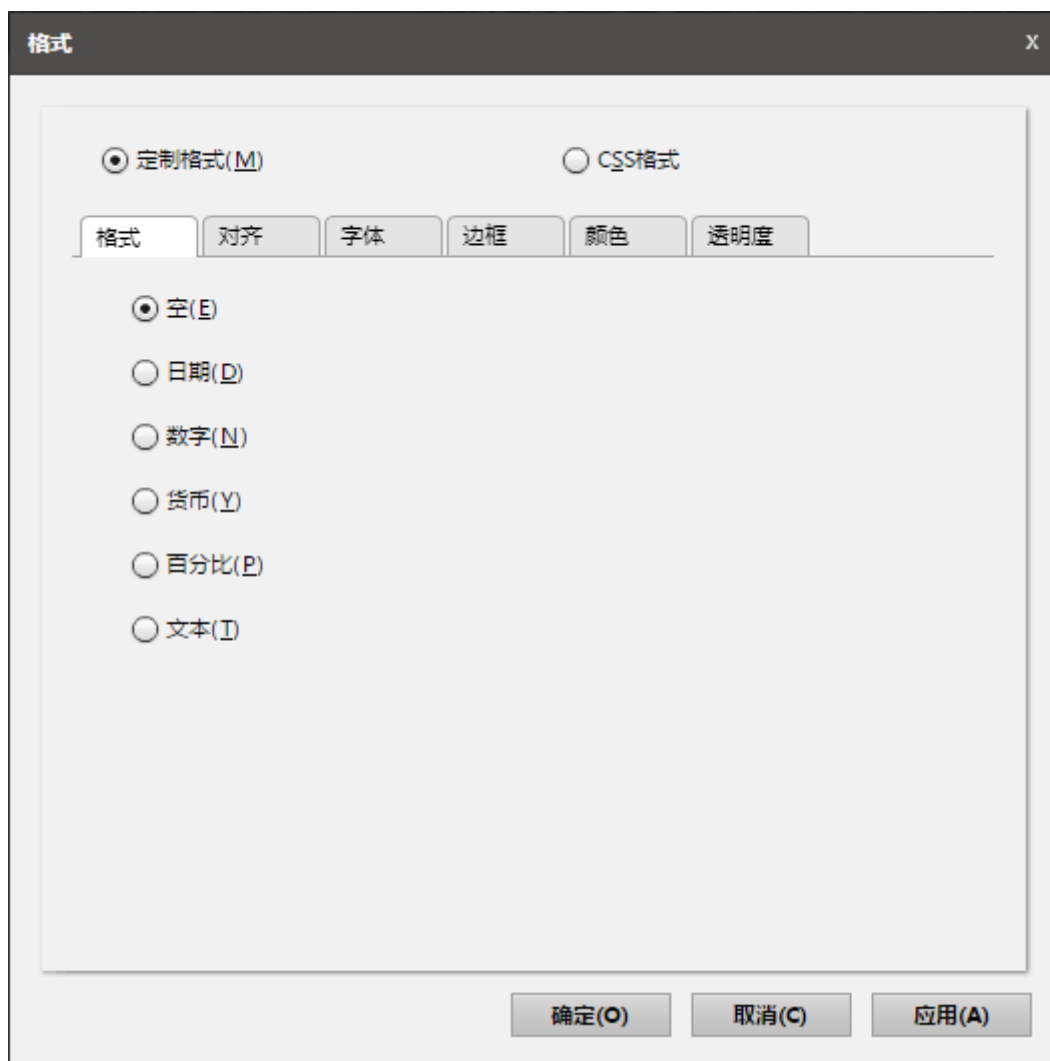 格式 X
定制格式(M) CSS格式
格式 对齐 字体 边框 颜色 透明度
空(E)
日期(D)
数字(N)
货币(Y)
百分比(P)
文本(T)
确定(O) 取消(C) 应用(A)